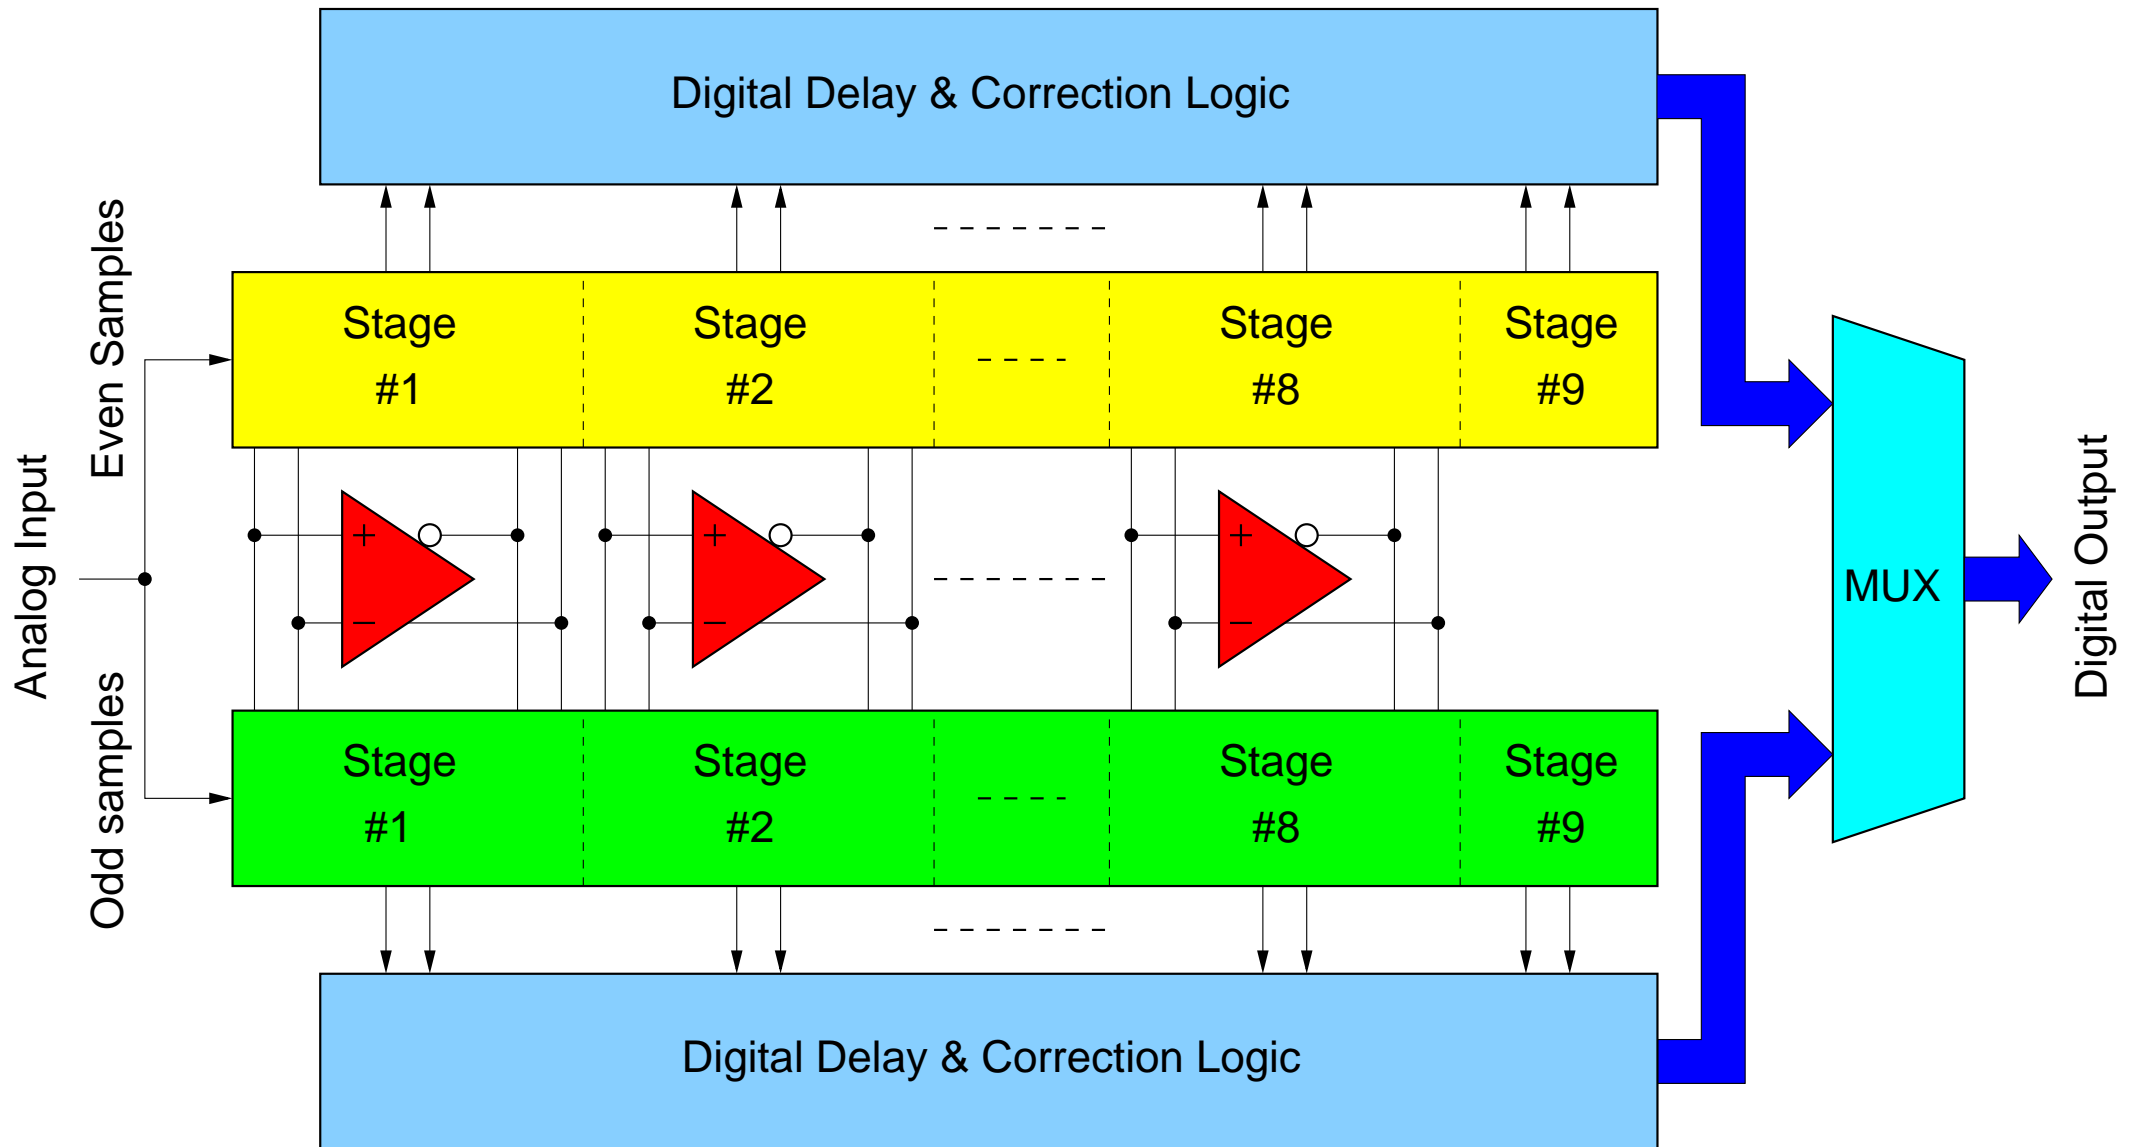 Digital Delay & Correction Logic
Even Samples
Stage
#1
Stage
#2
Stage
#8
Stage
#9
Analog Input
+
−
+
−
+
−
MUX
Digital Output
Odd samples
Stage
#1
Stage
#2
Stage
#8
Stage
#9
Digital Delay & Correction Logic